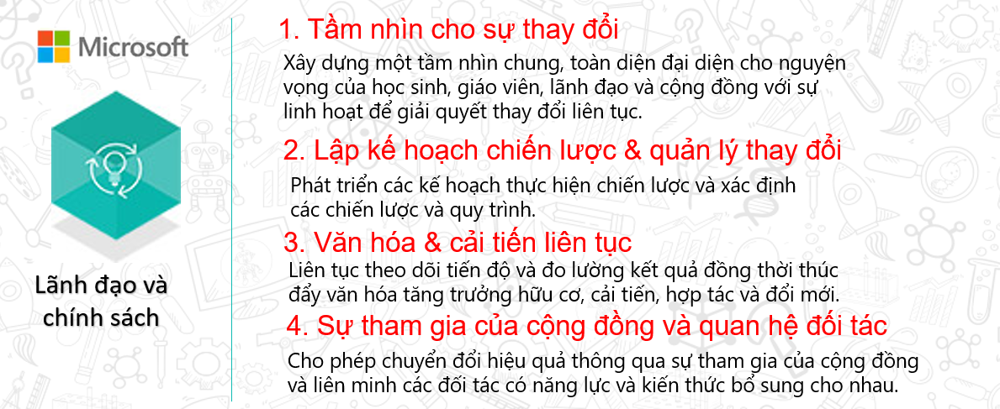 Microsoft
Lãnh đạo và
chính sách
1. Tầm nhìn cho sự thay đổi
Xây dựng một tầm nhìn chung, toàn diện đại diện cho nguyện
vọng của học sinh, giáo viên, lãnh đạo và cộng đồng với sự
linh hoạt để giải quyết thay đổi liên tục.
2. Lập kế hoạch chiến lược & quản lý thay đổi
Phát triển các kế hoạch thực hiện chiến lược và xác định
các chiến lược và quy trình.
3. Văn hóa & cải tiến liên tục
Liên tục theo dõi tiến độ và đo lường kết quả đồng thời thúc
đẩy văn hóa tăng trưởng hữu cơ, cải tiến, hợp tác và đổi mới.
4. Sự tham gia của cộng đồng và quan hệ đối tác
Cho phép chuyển đổi hiệu quả thông qua sự tham gia của cộng đồng
và liên minh các đối tác có năng lực và kiến thức bổ sung cho nhau.